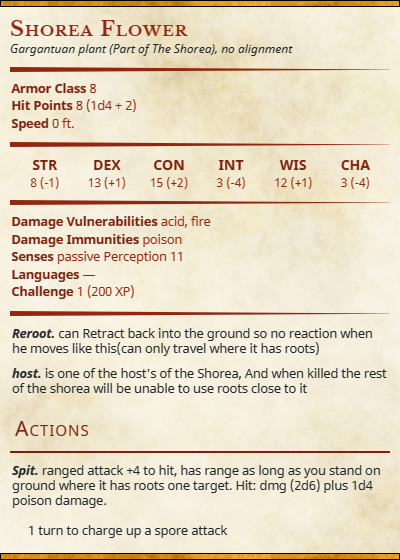 Shorea Flower
Gargantuan plant (Part of The Shorea), no alignment
Armor Class 8
Hit Points 8 (1d4 + 2)
Speed 0 ft.
STR DEX CON INT WIS CHA
8 (-1) 13 (+1) 15 (+2) 3 (-4) 12 (+1) 3 (-4)
Damage Vulnerabilities acid, fire
Damage Immunities poison
Senses passive Perception 11
Languages —
Challenge 1 (200 XP)
Reroot. can Retract back into the ground so no reaction when
he moves like this(can only travel where it has roots)
host. is one of the host's of the Shorea, And when killed the rest
of the shorea will be unable to use roots close to it
Actions
Spit. ranged attack +4 to hit, has range as long as you stand on
ground where it has roots one target. Hit: dmg (2d6) plus 1d4
poison damage.
1 turn to charge up a spore attack